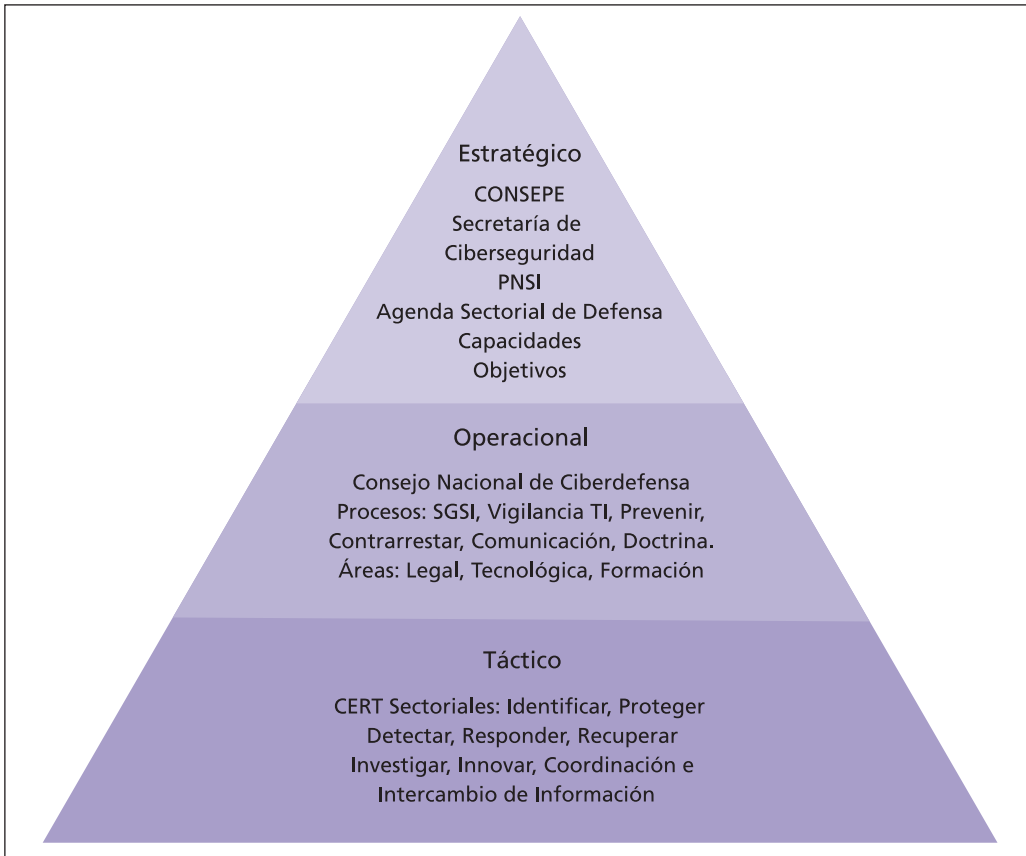 Estratégico
CONSEPE
Secretaría de
Ciberseguridad
PNSI
Agenda Sectorial de Defensa
Capacidades
Objetivos
Operacional
Consejo Nacional de Ciberdefensa
Procesos: SGSI, Vigilancia TI, Prevenir,
Contrarrestar, Comunicación, Doctrina.
Áreas: Legal, Tecnológica, Formación
Táctico
CERT Sectoriales: Identificar, Proteger
Detectar, Responder, Recuperar
Investigar, Innovar, Coordinación e
Intercambio de Información